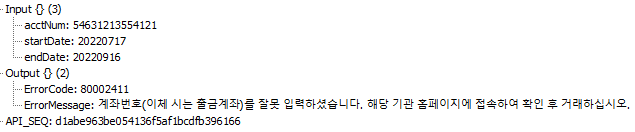 Input {} (3)
acctNum: 54631213554121
startDate: 20220717
endDate: 20220916
Output {} (2)
ErrorCode: 80002411
ErrorMessage: 계좌번호(이체 시는 출금계좌)를 잘못 입력하셨습니다. 해당 기관 홈페이지에 접속하여 확인 후 거래하십시오.
API_SEQ: d1abe963be054136f5af1bcdfb396166